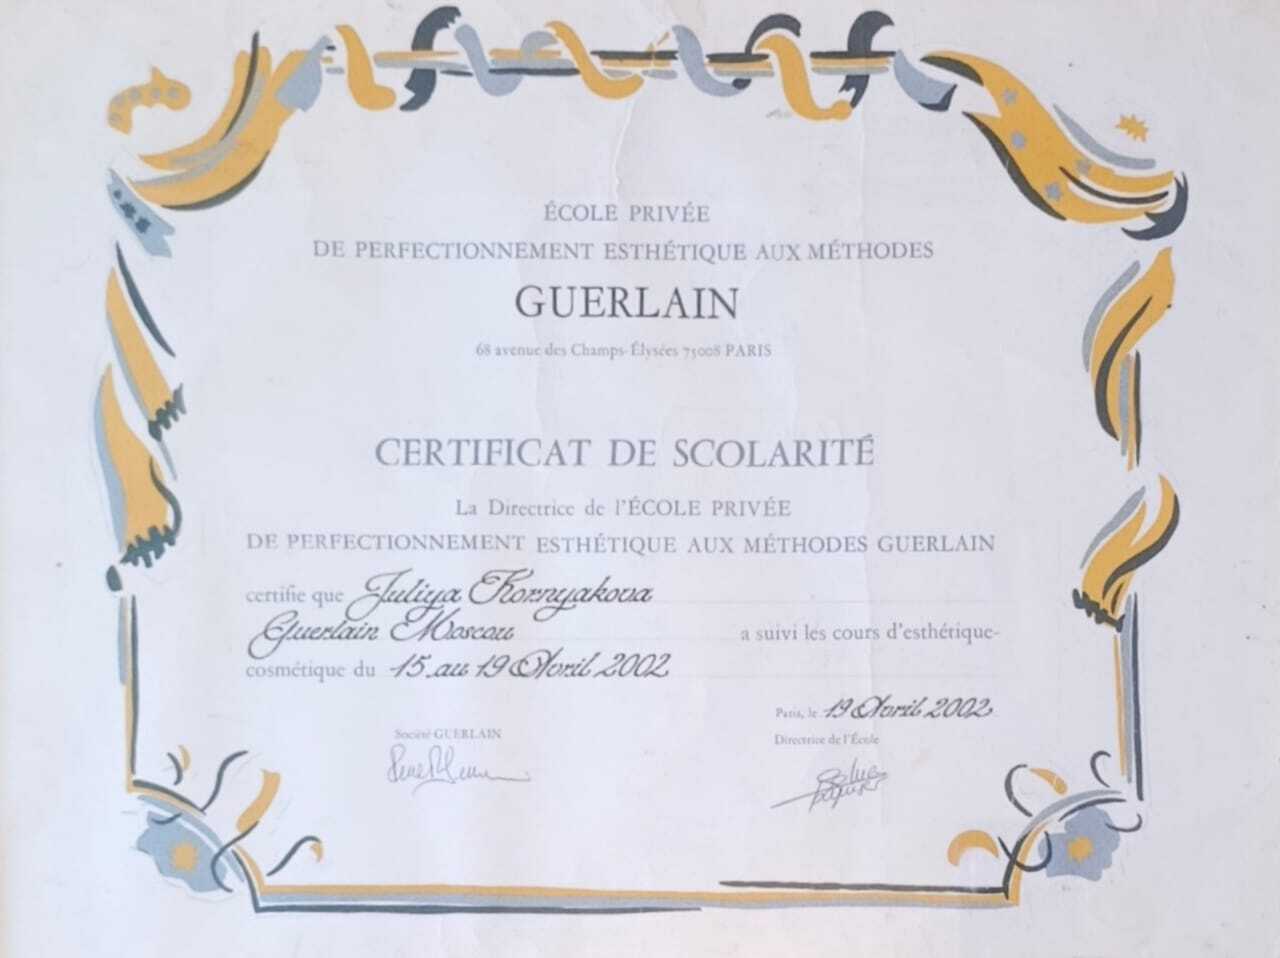 ÉCOLE PRIVÉE
DE PERFECTIONNEMENT ESTHÉTIQUE AUX MÉTHODES
GUERLAIN
68 avenue des Champs-Élysées 75008 PARIS
CERTIFICAT DE SCOLARITÉ
La Directrice de l'ÉCOLE PRIVÉE
DE PERFECTIONNEMENT ESTHÉTIQUE AUX MÉTHODES GUERLAIN
certifie que Juliya Kornyakova
Guerlain Moscou a suivi les cours d'esthétique-
cosmétique du 15 au 19 Avril 2002
Paris, le 19 Avril 2002
Société GUERLAIN Directrice de l'École